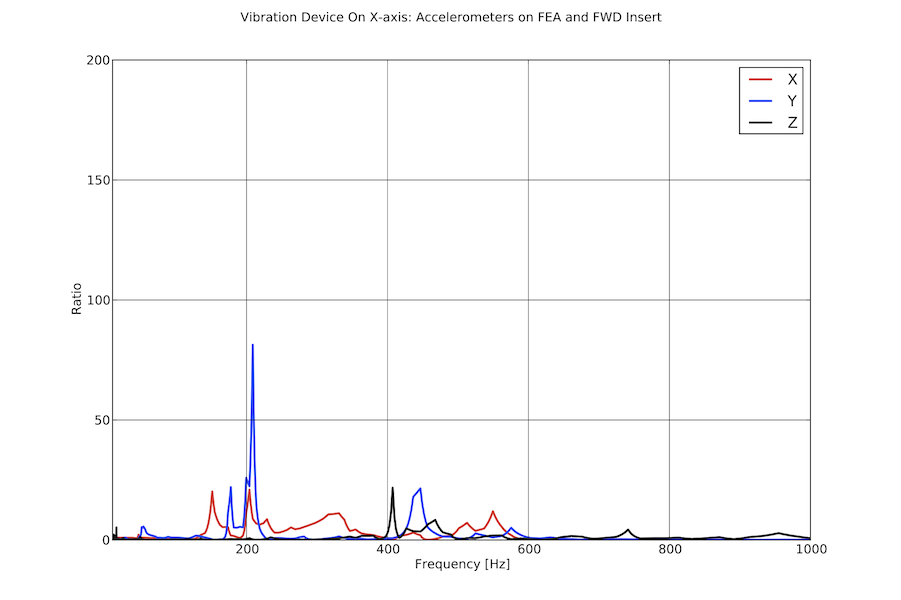 Vibration Device On X-axis: Accelerometers on FEA and FWD Insert
200
150
100
50
0
Ratio
X
Y
Z
200
400
600
800
1000
Frequency [Hz]